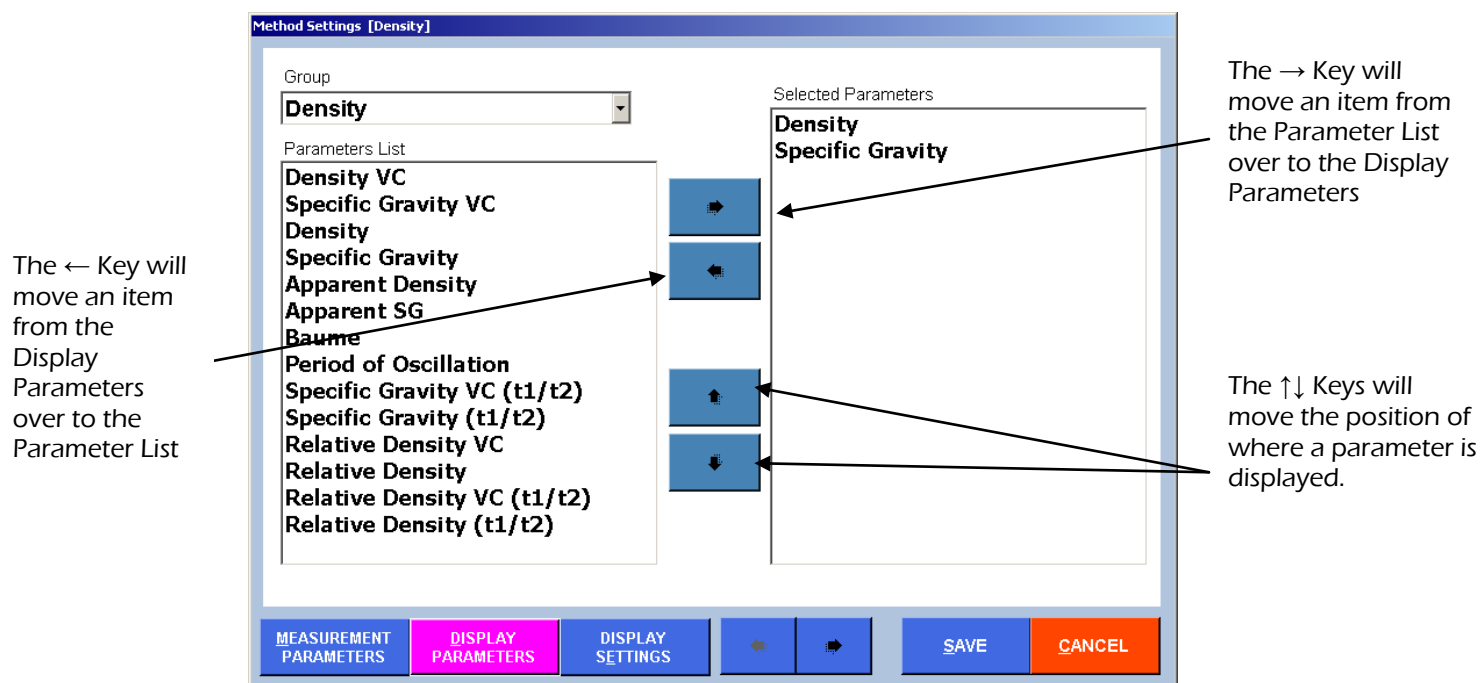 Method Settings [Density]
Group
Density
Parameters List
Density VC
Specific Gravity VC
Density
Specific Gravity
Apparent Density
Apparent SG
Baume
Period of Oscillation
Specific Gravity VC (t1/t2)
Specific Gravity (t1/t2)
Relative Density VC
Relative Density
Relative Density VC (t1/t2)
Relative Density (t1/t2)
Selected Parameters
Density
Specific Gravity
The → Key will
move an item from
the Parameter List
over to the Display
Parameters
The ← Key will
move an item
from the
Display
Parameters
over to the
Parameter List
The ↑↓ Keys will
move the position of
where a parameter is
displayed.
MEASUREMENT
PARAMETERS
DISPLAY
PARAMETERS
DISPLAY
SETTINGS
SAVE
CANCEL